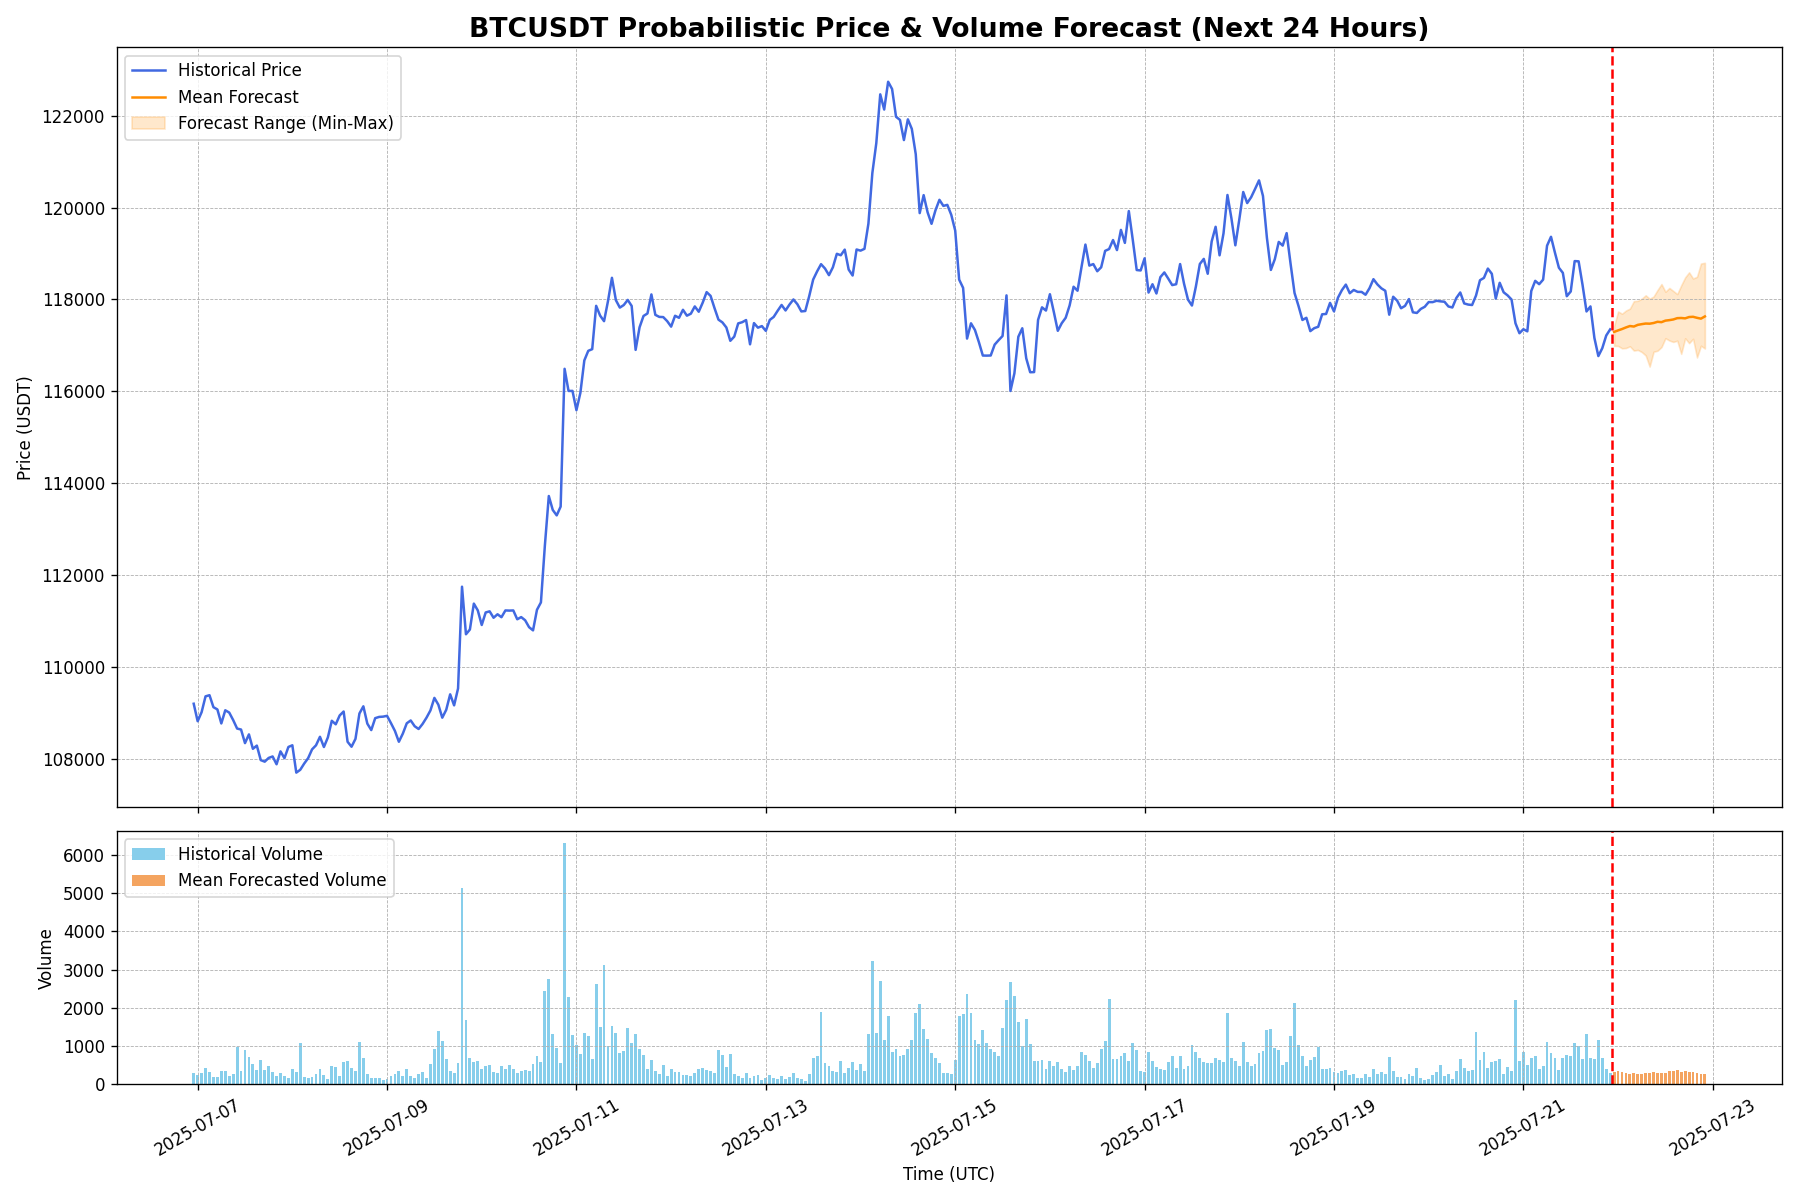 BTCUSDT Probabilistic Price & Volume Forecast (Next 24 Hours)
Historical Price
Mean Forecast
Forecast Range (Min-Max)
122000
120000
118000
116000
114000
112000
110000
108000
Price (USDT)
Historical Volume
Mean Forecasted Volume
6000
5000
4000
3000
2000
1000
0
Volume
2025-07-07
2025-07-09
2025-07-11
2025-07-13
2025-07-15
2025-07-17
2025-07-19
2025-07-21
2025-07-23
Time (UTC)